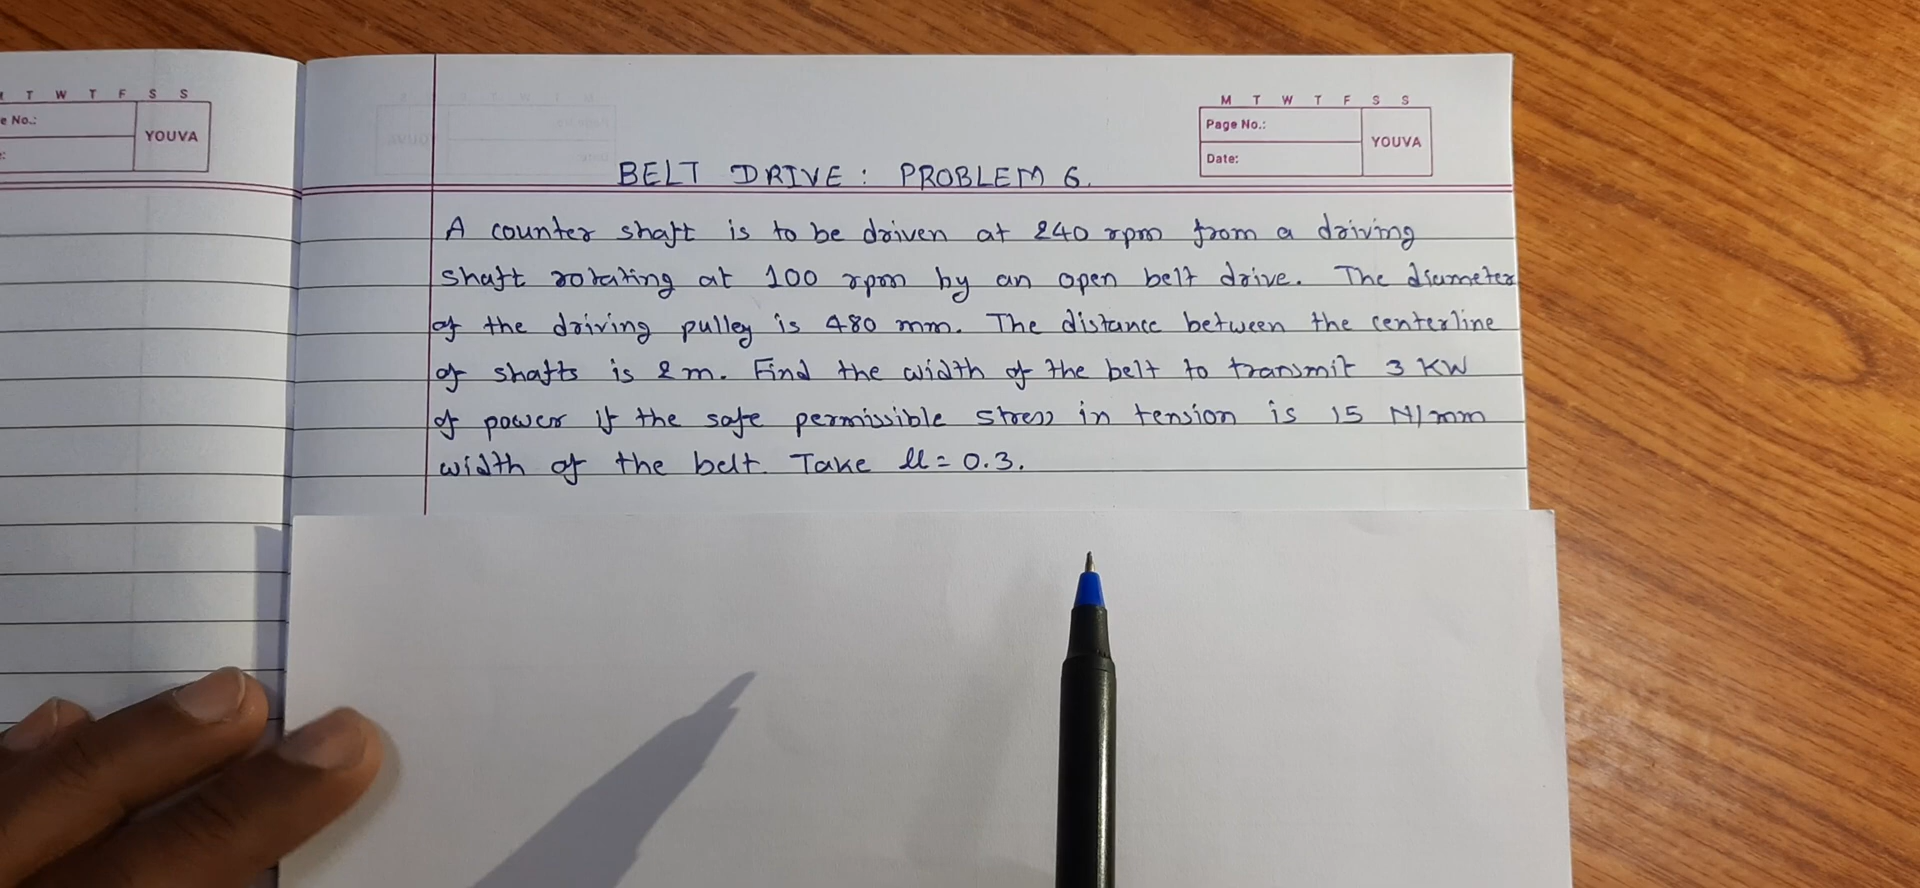 T W T F S S
e No.:
YOUVA
M T W T F S S
Page No.:
YOUVA
Date:
BELT DRIVE : PROBLEM 6.
A counter shaft is to be driven at 240 rpm from a driving
shaft rotating at 100 rpm by an open belt drive. The diameter
of the driving pulley is 480 mm. The distance between the centerline
of shafts is 2 m. Find the width of the belt to transmit 3 KW
of power if the safe permissible stress in tension is 15 N/mm
width of the belt. Take μ = 0.3.